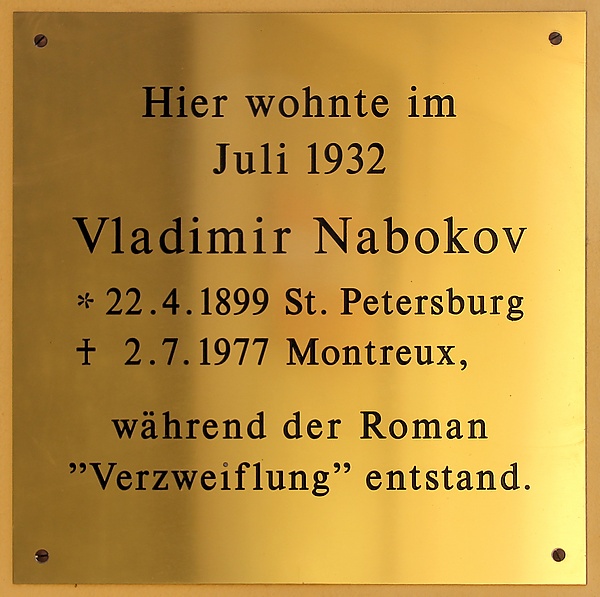 Hier wohnte im
Juli 1932
Vladimir Nabokov
* 22.4.1899 St. Petersburg
† 2.7.1977 Montreux,
während der Roman
”Verzweiflung” entstand.